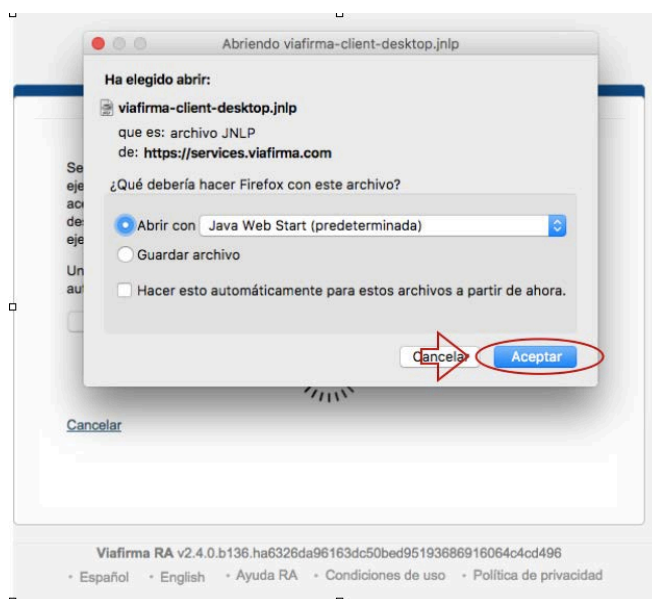 Abriendo viafirma-client-desktop.jnlp
Ha elegido abrir:
viafirma-client-desktop.jnlp
que es: archivo JNLP
de: https://services.viafirma.com
¿Qué debería hacer Firefox con este archivo?
Abrir con Java Web Start (predeterminada)
Guardar archivo
Hacer esto automáticamente para estos archivos a partir de ahora.
Cancelar Aceptar
Cancelar
Viafirma RA v2.4.0.b136.ha6326da96163dc50bed95193686916064c4cd496
• Español • English • Ayuda RA • Condiciones de uso • Política de privacidad